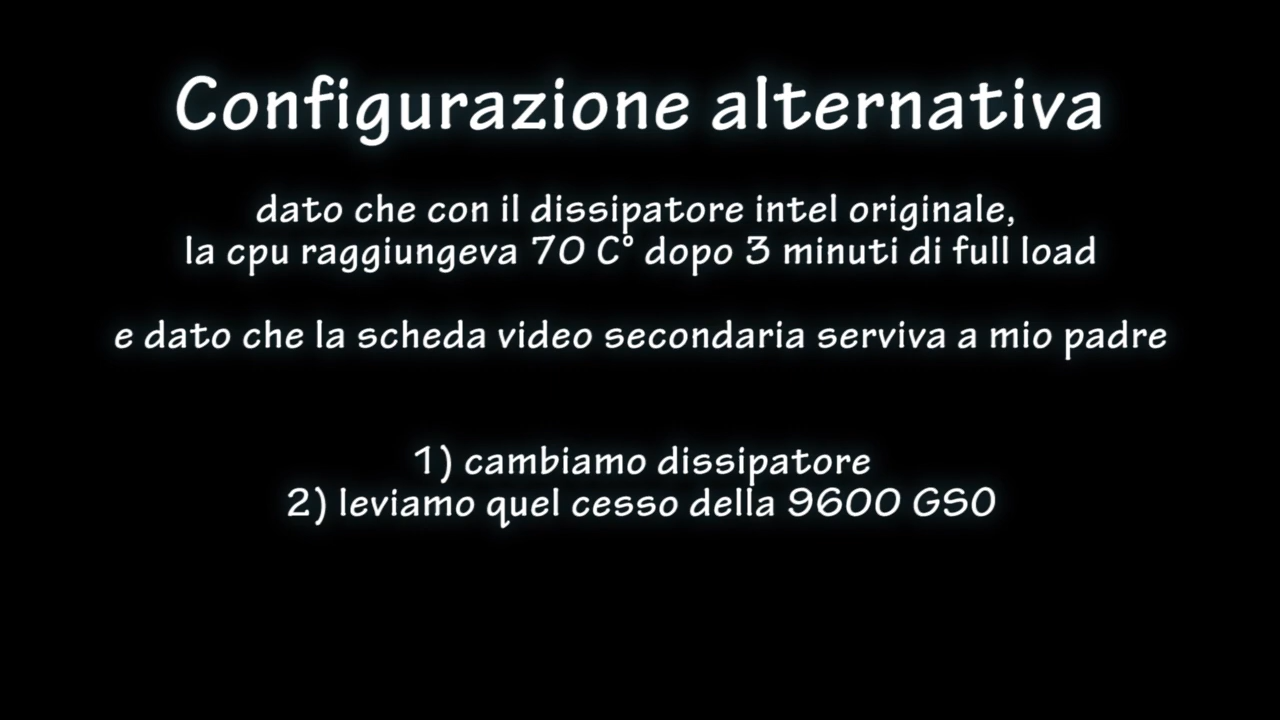 Configurazione alternativa
dato che con il dissipatore intel originale,
la cpu raggiungeva 70 C° dopo 3 minuti di full load
e dato che la scheda video secondaria serviva a mio padre
1) cambiamo dissipatore
2) leviamo quel cesso della 9600 GSO